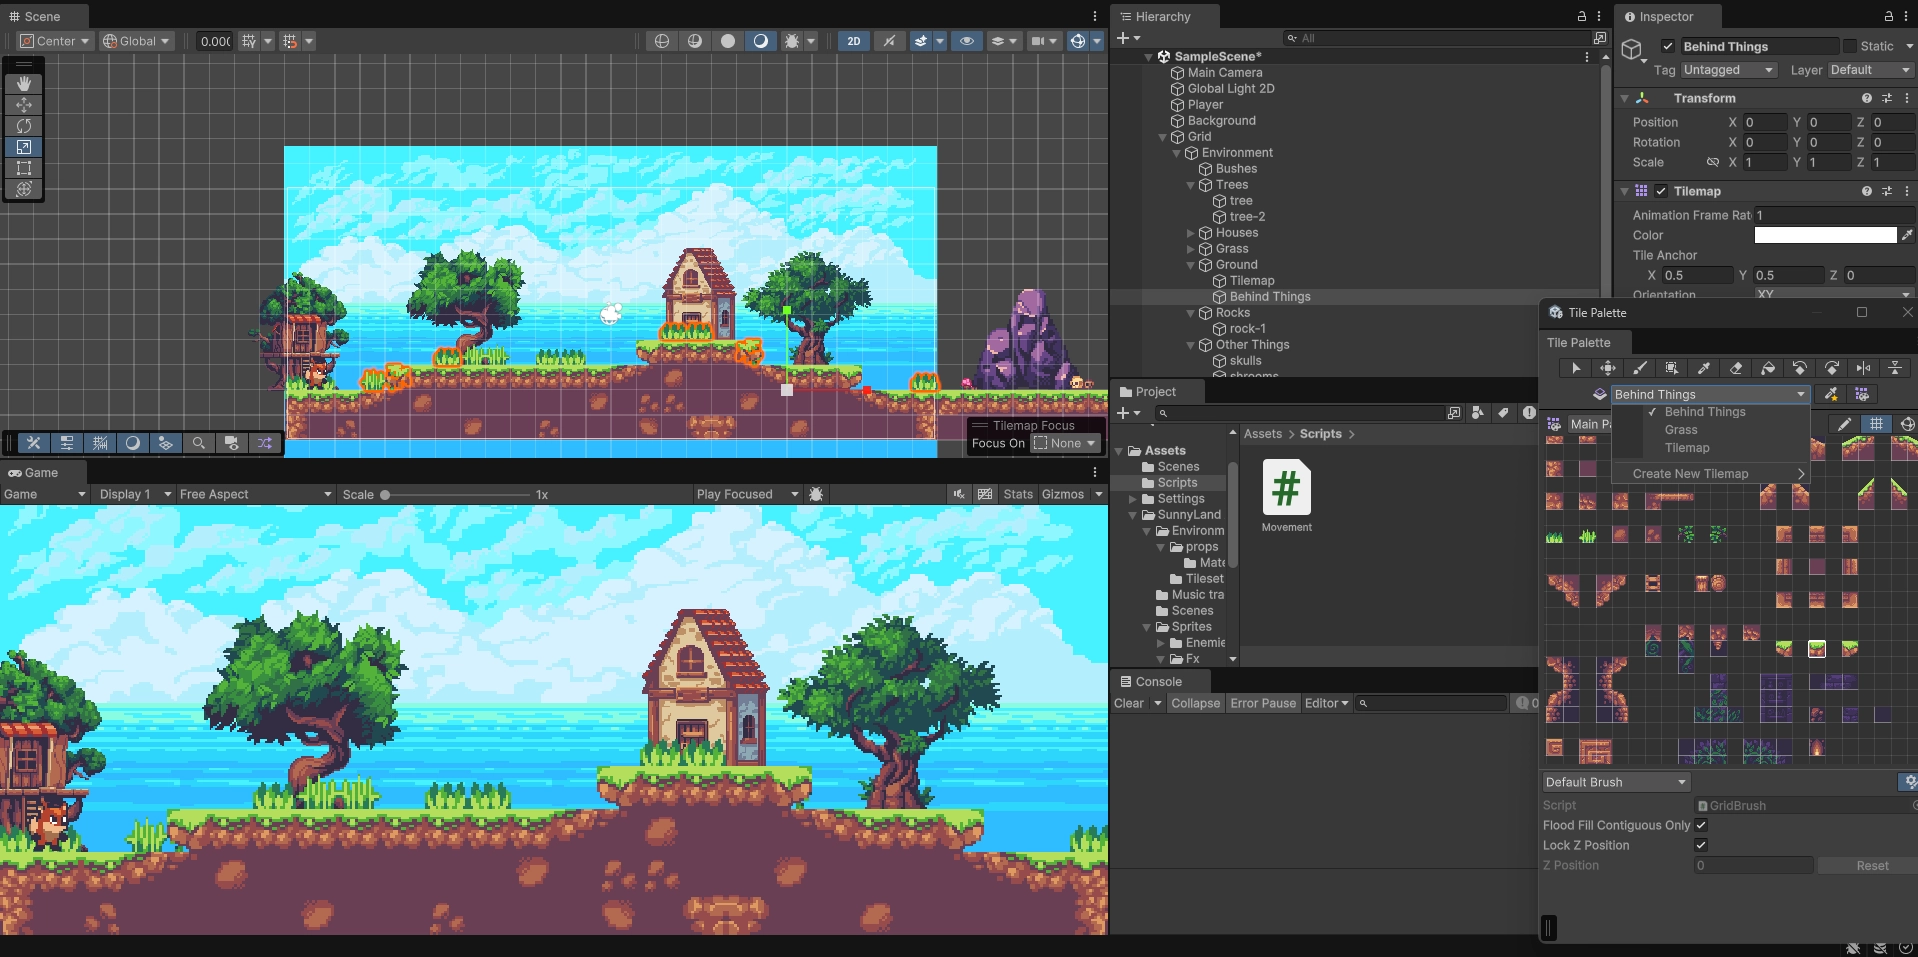 Scene
Center
Global
0.00
2D
Tilemap Focus
Focus On
None
Game
Game
Display 1
Free Aspect
Scale
1x
Play Focused
Stats
Gizmos
Hierarchy
All
SampleScene*
Main Camera
Global Light 2D
Player
Background
Grid
Environment
Bushes
Trees
tree
tree-2
Houses
Grass
Ground
Tilemap
Behind Things
Rocks
rock-1
Other Things
skulls
shrooms
Project
Assets
Scenes
Scripts
Settings
SunnyLand
Environm
props
Mate
Tileset
Music tra
Scenes
Sprites
Enemie
Fx
Assets > Scripts >
#
Movement
Console
Clear
Collapse
Error Pause
Editor
0
Inspector
Behind Things
Static
Tag Untagged
Layer Default
Transform
Position X 0 Y 0 Z 0
Rotation X 0 Y 0 Z 0
Scale X 1 Y 1 Z 1
Tilemap
Animation Frame Rat 1
Color
Tile Anchor
X 0.5 Y 0.5 Z 0
Orientation XY
Tile Palette
Tile Palette
Behind Things
Behind Things
Grass
Tilemap
Create New Tilemap
Main Pa
Default Brush
Script
GridBrush
Flood Fill Contiguous Only
Lock Z Position
Z Position
0
Reset